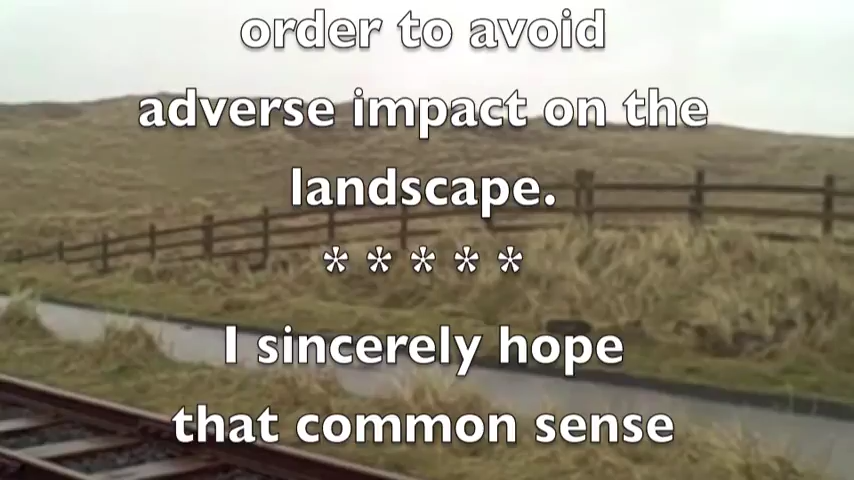 order to avoid
adverse impact on the
landscape.
* * * * *
I sincerely hope
that common sense